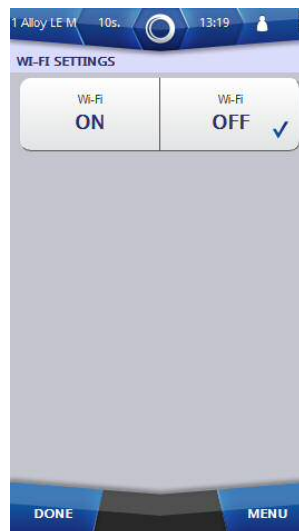 1 Alloy LE M 10s. 13:19
WI-FI SETTINGS
Wi-Fi Wi-Fi
ON OFF
DONE MENU